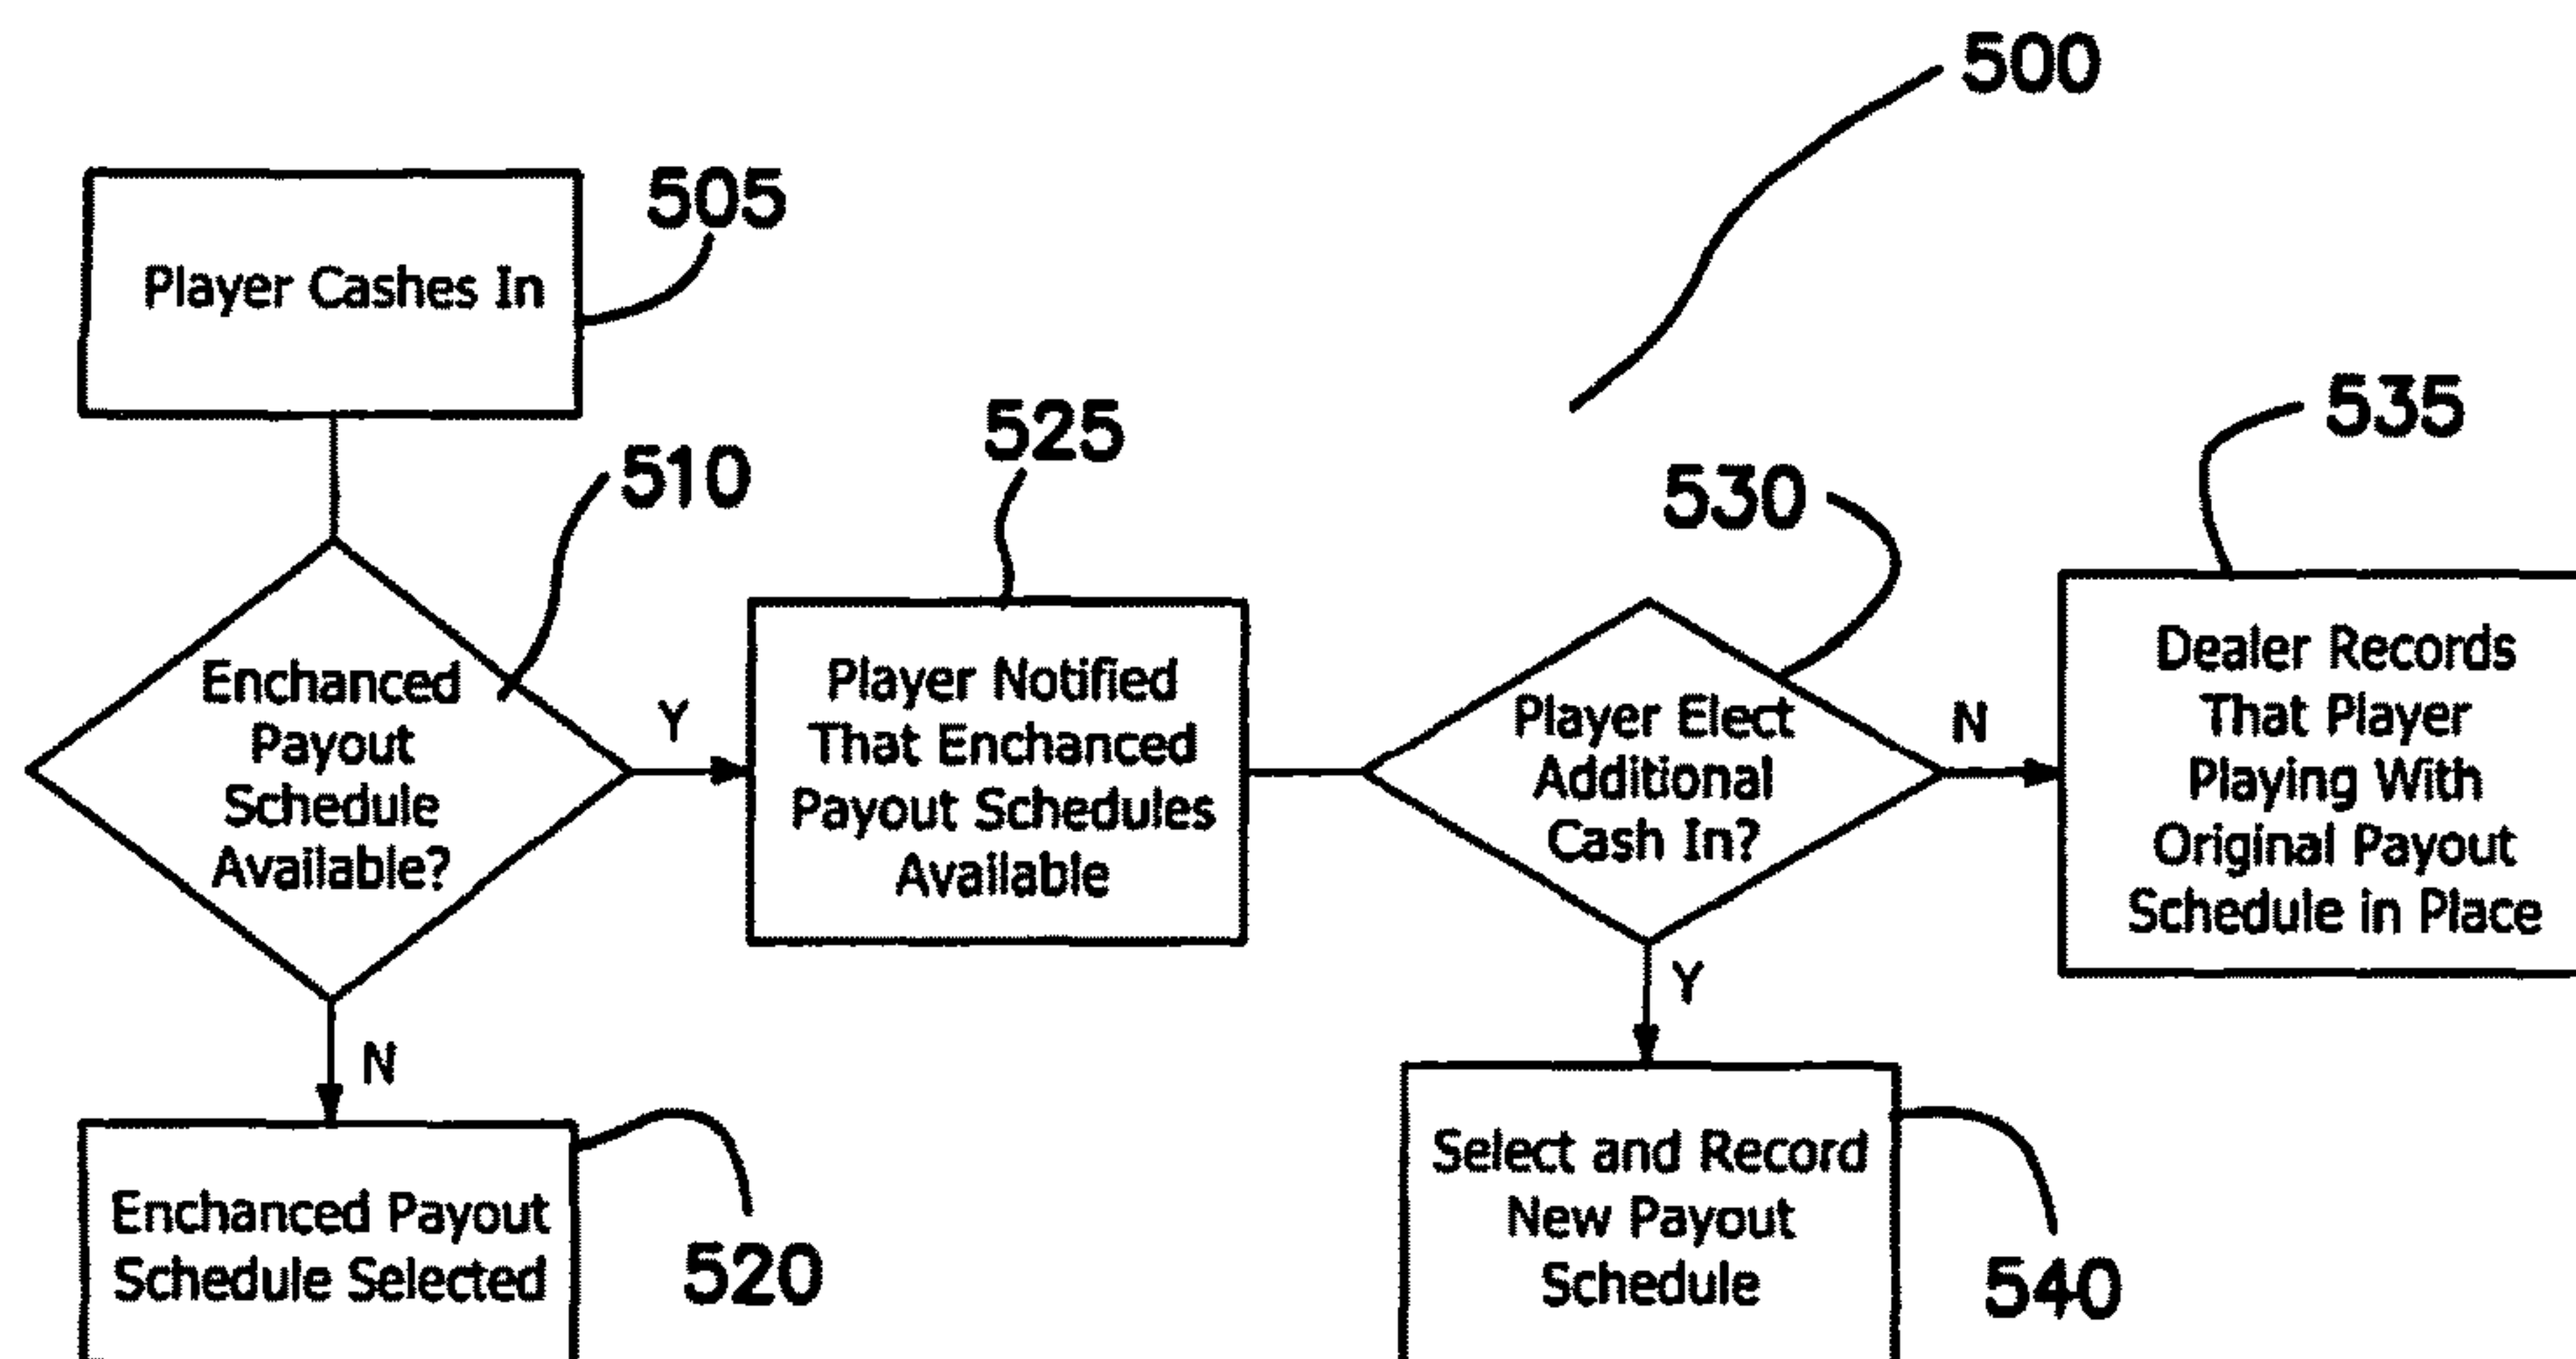 500
505
Player Cashes In
510
Enchanced
Payout
Schedule
Available?
Y
N
520
Enchanced Payout
Schedule Selected
525
Player Notified
That Enchanced
Payout Schedules
Available
530
Player Elect
Additional
Cash In?
N
Y
535
Dealer Records
That Player
Playing With
Original Payout
Schedule in Place
Select and Record
New Payout
Schedule
540